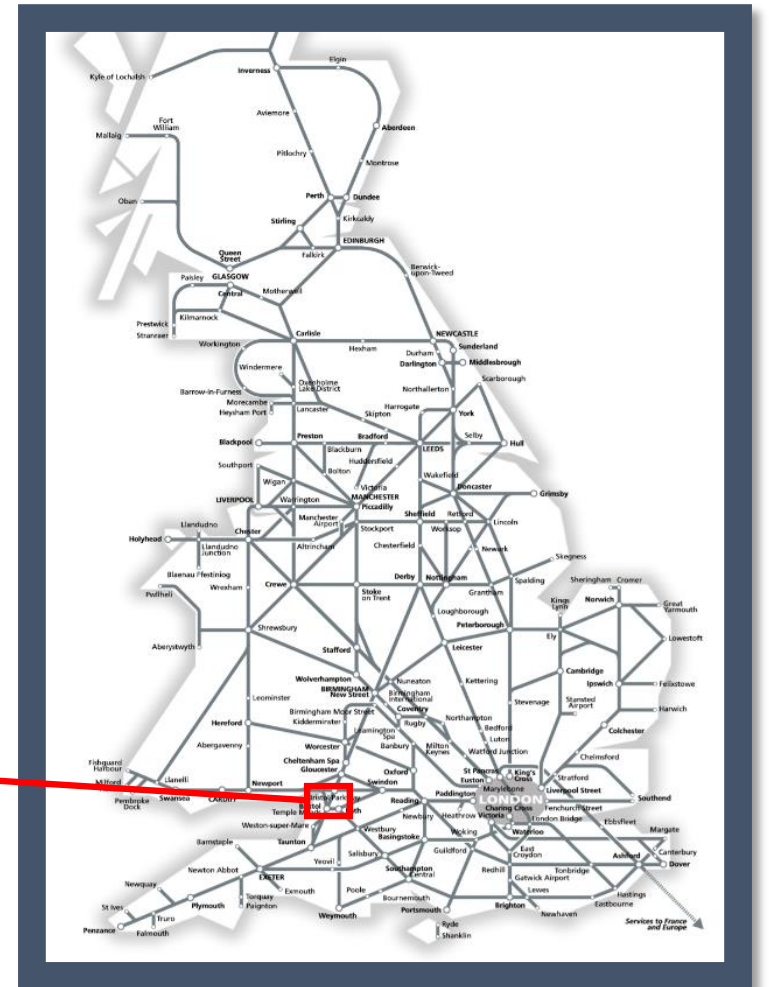 Elgin
Inverness
Kyle of Lochalsh
Aviemore
Fort
William
Aberdeen
Mallaig
Pitlochry
Montrose
Perth
Dundee
Oban
Kirkcaldy
Stirling
EDINBURGH
Queen
Street
Falkirk
Berwick-
upon-Tweed
Paisley
GLASGOW
Central
Motherwell
Prestwick
Kilmarnock
Stranraer
Carlisle
NEWCASTLE
Workington
Hexham
Sunderland
Durham
Darlington
Middlesbrough
Windermere
Oxenholme
Lake District
Scarborough
Barrow-in-Furness
Northallerton
Morecambe
Heysham Port
Lancaster
Harrogate
York
Skipton
Preston
Bradford
Selby
Blackpool
Blackburn
LEEDS
Hull
Southport
Huddersfield
Bolton
Wakefield
Wigan
Victoria
Doncaster
LIVERPOOL
Warrington
MANCHESTER
Piccadilly
Grimsby
Manchester
Airport
Sheffield
Retford
Llandudno
Chester
Stockport
Worksop
Lincoln
Holyhead
Llandudno
Junction
Altrincham
Chesterfield
Newark
Skegness
Blaenau Ffestiniog
Derby
Nottingham
Spalding
Sheringham
Cromer
Pwllheli
Wrexham
Crewe
Stoke
on Trent
Grantham
Kings
Lynn
Norwich
Great
Yarmouth
Loughborough
Shrewsbury
Peterborough
Ely
Lowestoft
Aberystwyth
Stafford
Leicester
Wolverhampton
Nuneaton
Kettering
Cambridge
BIRMINGHAM
New Street
Birmingham
International
Ipswich
Felixstowe
Leominster
Coventry
Stevenage
Stansted
Airport
Birmingham Moor Street
Harwich
Hereford
Kidderminster
Rugby
Northampton
Leamington
Spa
Bedford
Colchester
Abergavenny
Worcester
Banbury
Milton
Keynes
Luton
Watford Junction
Chelmsford
Cheltenham Spa
Gloucester
Fishguard
Harbour
Llanelli
Oxford
St Pancras
King's
Cross
Stratford
Milford
Newport
Swindon
Euston
Marylebone
Liverpool Street
Pembroke
Dock
Swansea
CARDIFF
Reading
Paddington
LONDON
Southend
Temple
Newbury
Heathrow
Victoria
Charing Cross
Fenchurch Street
London Bridge
Ebbsfleet
Weston-super-Mare
Westbury
Basingstoke
Woking
Waterloo
Margate
Barnstaple
Taunton
Salisbury
Guildford
East
Croydon
Canterbury
Yeovil
Newton Abbot
Southampton
Central
Redhill
Tonbridge
Ashford
Dover
EXETER
Gatwick Airport
Newquay
Exmouth
Poole
Lewes
Hastings
Torquay
Paignton
Bournemouth
Eastbourne
St Ives
Plymouth
Weymouth
Portsmouth
Brighton
Newhaven
Truro
Penzance
Falmouth
Ryde
Shanklin
Services to France
and Europe